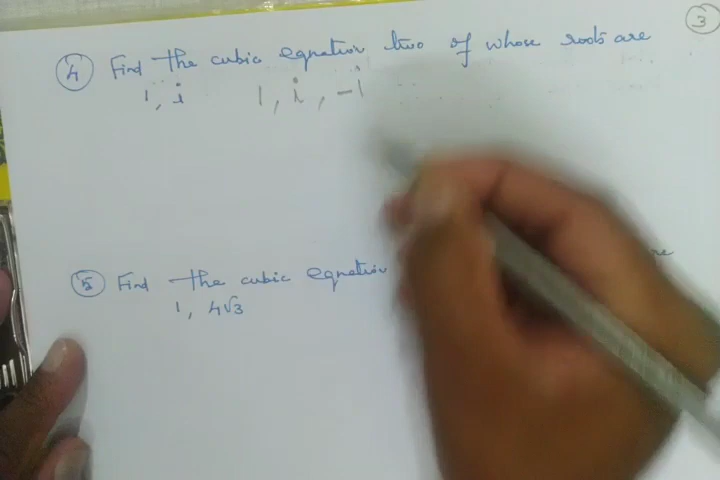 3
4 Find the cubic equation two of whose roots are
1, i 1, i, -i
5 Find the cubic equation
1, 4√3